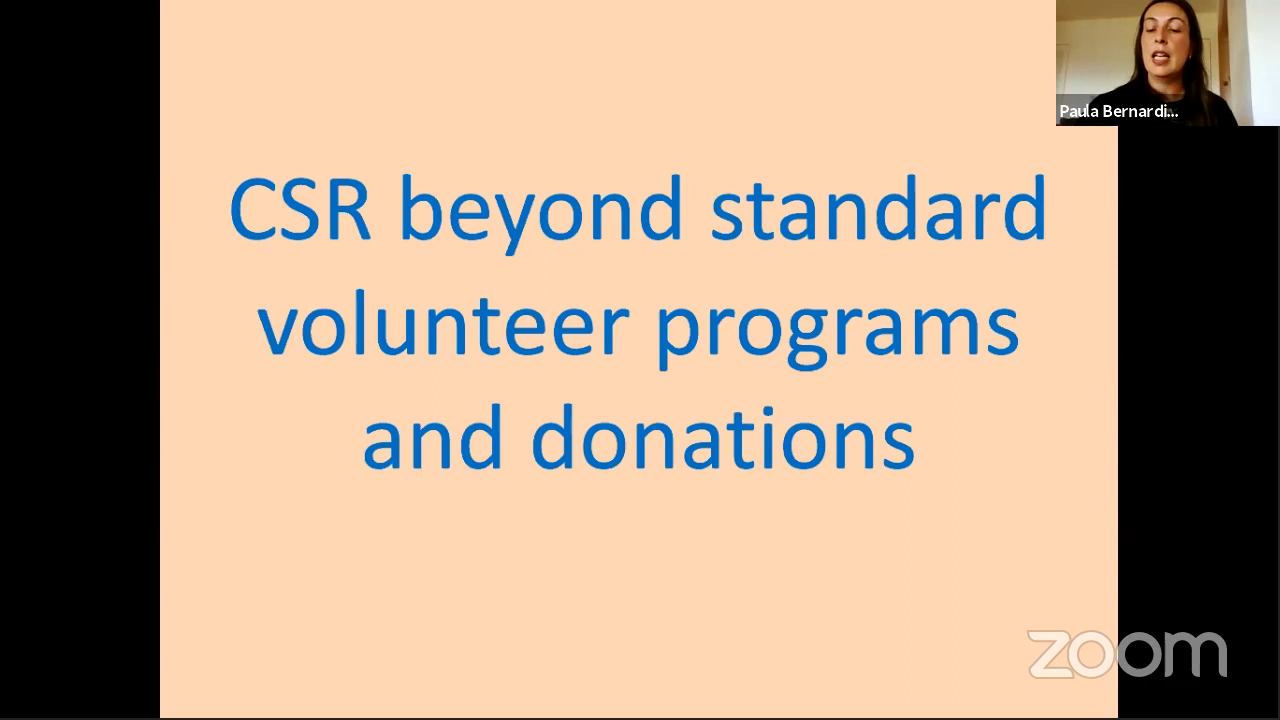 Paula Bernardi...
CSR beyond standard
volunteer programs
and donations
zoom